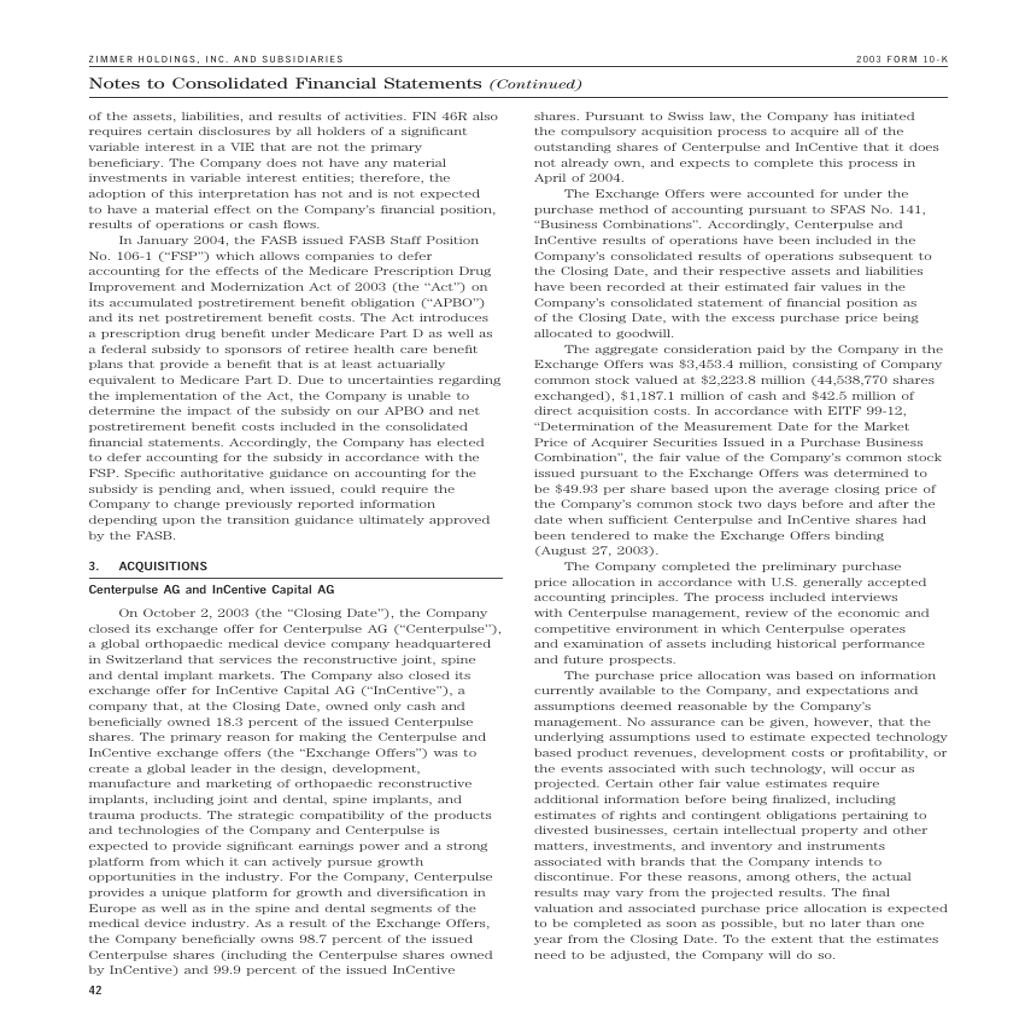 ZIMMER HOLDINGS, INC. AND SUBSIDIARIES
2003 FORM 10-K
Notes to Consolidated Financial Statements (Continued)
of the assets, liabilities, and results of activities. FIN 46R also
requires certain disclosures by all holders of a significant
variable interest in a VIE that are not the primary
beneficiary. The Company does not have any material
investments in variable interest entities; therefore, the
adoption of this interpretation has not and is not expected
to have a material effect on the Company's financial position,
results of operations or cash flows.
In January 2004, the FASB issued FASB Staff Position
No. 106-1 (“FSP”) which allows companies to defer
accounting for the effects of the Medicare Prescription Drug
Improvement and Modernization Act of 2003 (the “Act”) on
its accumulated postretirement benefit obligation (“APBO”)
and its net postretirement benefit costs. The Act introduces
a prescription drug benefit under Medicare Part D as well as
a federal subsidy to sponsors of retiree health care benefit
plans that provide a benefit that is at least actuarially
equivalent to Medicare Part D. Due to uncertainties regarding
the implementation of the Act, the Company is unable to
determine the impact of the subsidy on our APBO and net
postretirement benefit costs included in the consolidated
financial statements. Accordingly, the Company has elected
to defer accounting for the subsidy in accordance with the
FSP. Specific authoritative guidance on accounting for the
subsidy is pending and, when issued, could require the
Company to change previously reported information
depending upon the transition guidance ultimately approved
by the FASB.
3. ACQUISITIONS
Centerpulse AG and InCentive Capital AG
On October 2, 2003 (the “Closing Date”), the Company
closed its exchange offer for Centerpulse AG (“Centerpulse”),
a global orthopaedic medical device company headquartered
in Switzerland that services the reconstructive joint, spine
and dental implant markets. The Company also closed its
exchange offer for InCentive Capital AG (“InCentive”), a
company that, at the Closing Date, owned only cash and
beneficially owned 18.3 percent of the issued Centerpulse
shares. The primary reason for making the Centerpulse and
InCentive exchange offers (the “Exchange Offers”) was to
create a global leader in the design, development,
manufacture and marketing of orthopaedic reconstructive
implants, including joint and dental, spine implants, and
trauma products. The strategic compatibility of the products
and technologies of the Company and Centerpulse is
expected to provide significant earnings power and a strong
platform from which it can actively pursue growth
opportunities in the industry. For the Company, Centerpulse
provides a unique platform for growth and diversification in
Europe as well as in the spine and dental segments of the
medical device industry. As a result of the Exchange Offers,
the Company beneficially owns 98.7 percent of the issued
Centerpulse shares (including the Centerpulse shares owned
by InCentive) and 99.9 percent of the issued InCentive
shares. Pursuant to Swiss law, the Company has initiated
the compulsory acquisition process to acquire all of the
outstanding shares of Centerpulse and InCentive that it does
not already own, and expects to complete this process in
April of 2004.
The Exchange Offers were accounted for under the
purchase method of accounting pursuant to SFAS No. 141,
“Business Combinations”. Accordingly, Centerpulse and
InCentive results of operations have been included in the
Company's consolidated results of operations subsequent to
the Closing Date, and their respective assets and liabilities
have been recorded at their estimated fair values in the
Company's consolidated statement of financial position as
of the Closing Date, with the excess purchase price being
allocated to goodwill.
The aggregate consideration paid by the Company in the
Exchange Offers was $3,453.4 million, consisting of Company
common stock valued at $2,223.8 million (44,538,770 shares
exchanged), $1,187.1 million of cash and $42.5 million of
direct acquisition costs. In accordance with EITF 99-12,
“Determination of the Measurement Date for the Market
Price of Acquirer Securities Issued in a Purchase Business
Combination”, the fair value of the Company's common stock
issued pursuant to the Exchange Offers was determined to
be $49.93 per share based upon the average closing price of
the Company's common stock two days before and after the
date when sufficient Centerpulse and InCentive shares had
been tendered to make the Exchange Offers binding
(August 27, 2003).
The Company completed the preliminary purchase
price allocation in accordance with U.S. generally accepted
accounting principles. The process included interviews
with Centerpulse management, review of the economic and
competitive environment in which Centerpulse operates
and examination of assets including historical performance
and future prospects.
The purchase price allocation was based on information
currently available to the Company, and expectations and
assumptions deemed reasonable by the Company's
management. No assurance can be given, however, that the
underlying assumptions used to estimate expected technology
based product revenues, development costs or profitability, or
the events associated with such technology, will occur as
projected. Certain other fair value estimates require
additional information before being finalized, including
estimates of rights and contingent obligations pertaining to
divested businesses, certain intellectual property and other
matters, investments, and inventory and instruments
associated with brands that the Company intends to
discontinue. For these reasons, among others, the actual
results may vary from the projected results. The final
valuation and associated purchase price allocation is expected
to be completed as soon as possible, but no later than one
year from the Closing Date. To the extent that the estimates
need to be adjusted, the Company will do so.
42